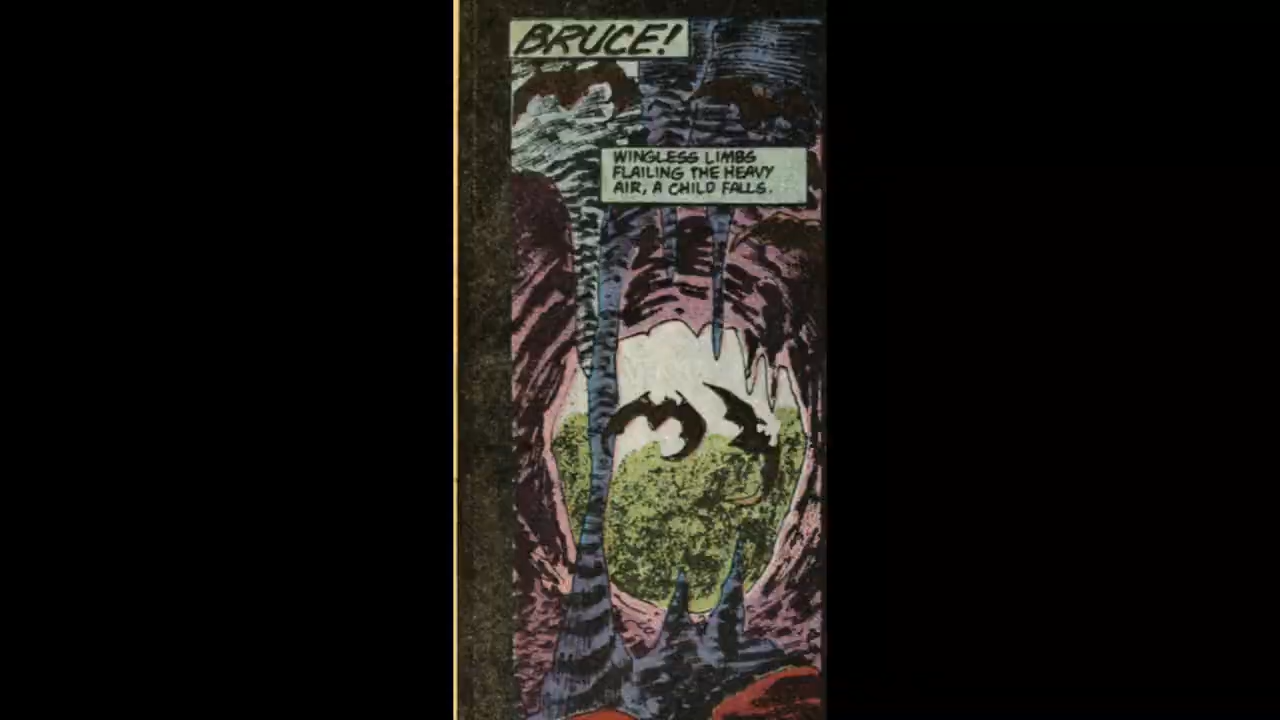 BRUCE!
WINGLESS LIMBS
FLAILING THE HEAVY
AIR, A CHILD FALLS.